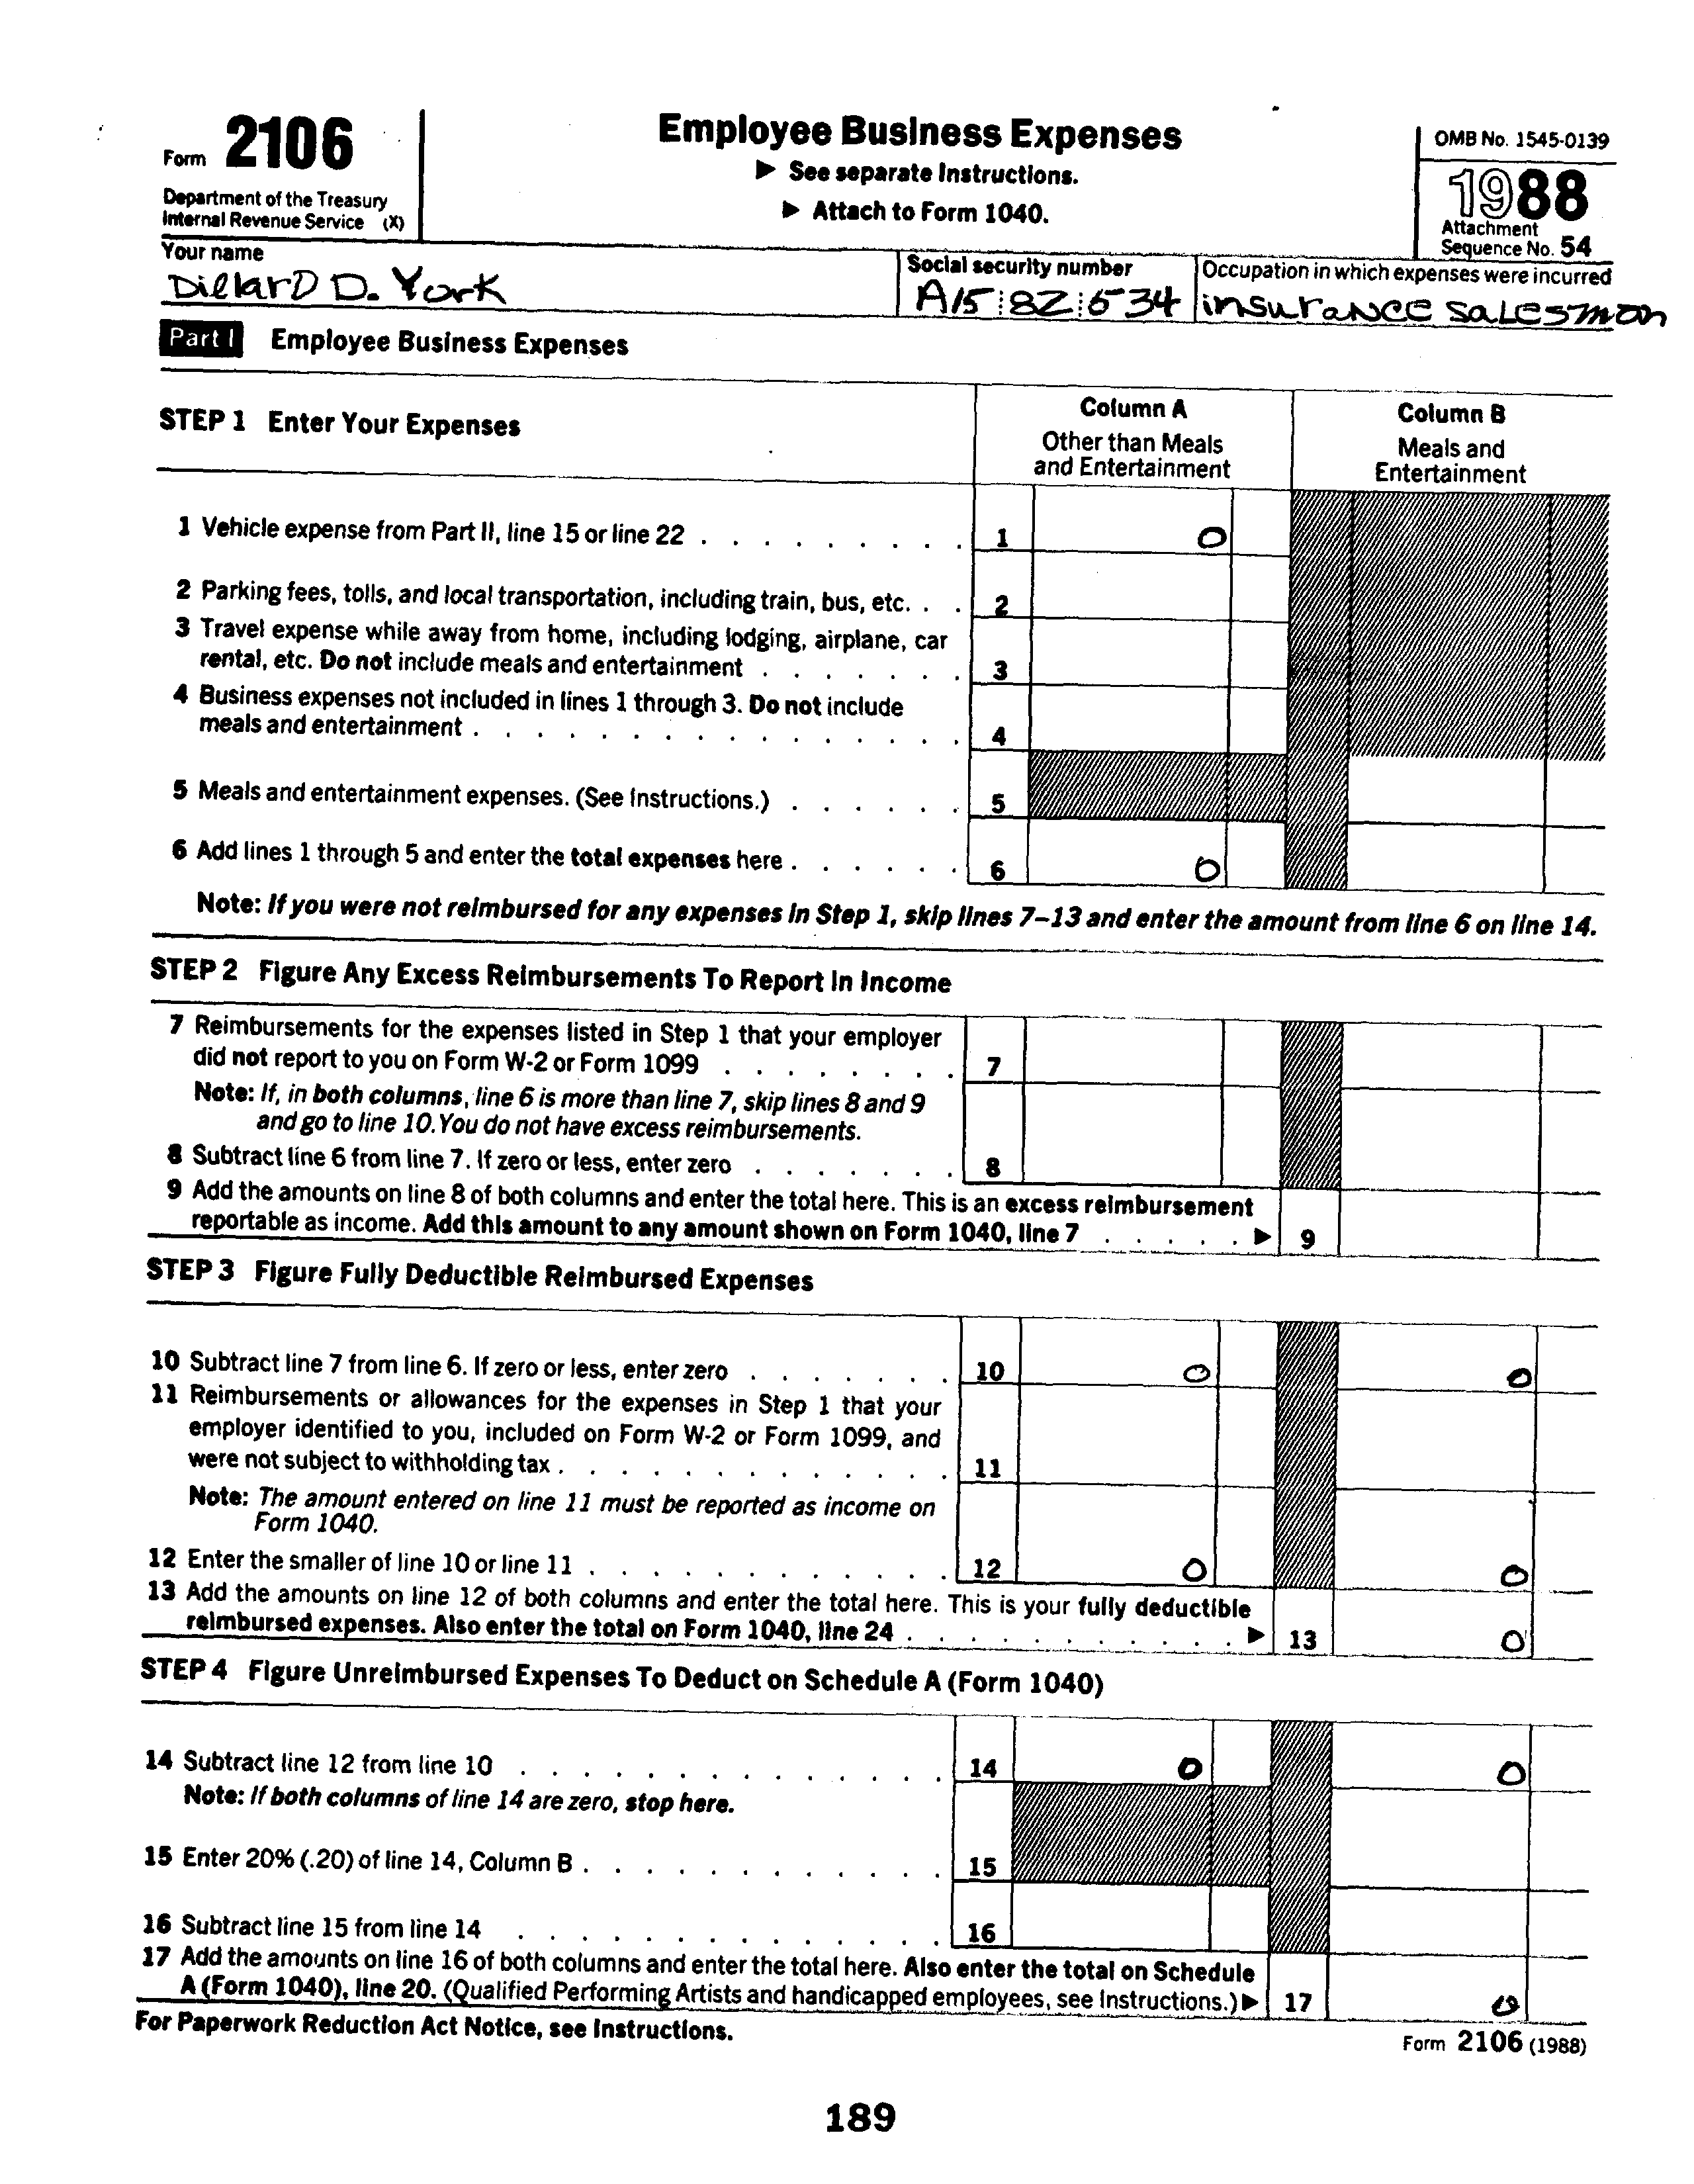 Form 2106
Department of the Treasury
Internal Revenue Service (X)
Employee Business Expenses
▶ See separate Instructions.
▶ Attach to Form 1040.
OMB No. 1545-0139
1988
Attachment
Sequence No. 54
Your name
Dillard D. York
Social security number
A15 82 534
Occupation in which expenses were incurred
insurance salesman
Part I Employee Business Expenses
STEP 1 Enter Your Expenses
Column A
Other than Meals
and Entertainment
Column B
Meals and
Entertainment
1 Vehicle expense from Part II, line 15 or line 22 . . . . . . . . . 1 0
2 Parking fees, tolls, and local transportation, including train, bus, etc. . . 2
3 Travel expense while away from home, including lodging, airplane, car
rental, etc. Do not include meals and entertainment . . . . . . . 3
4 Business expenses not included in lines 1 through 3. Do not include
meals and entertainment . . . . . . . . . . . . . . . . 4
5 Meals and entertainment expenses. (See Instructions.) . . . . . . 5
6 Add lines 1 through 5 and enter the total expenses here . . . . . . 6 0
Note: If you were not reimbursed for any expenses in Step 1, skip lines 7–13 and enter the amount from line 6 on line 14.
STEP 2 Figure Any Excess Reimbursements To Report In Income
7 Reimbursements for the expenses listed in Step 1 that your employer
did not report to you on Form W-2 or Form 1099 . . . . . . . . 7
Note: If, in both columns, line 6 is more than line 7, skip lines 8 and 9
and go to line 10. You do not have excess reimbursements.
8 Subtract line 6 from line 7. If zero or less, enter zero . . . . . . . 8
9 Add the amounts on line 8 of both columns and enter the total here. This is an excess reimbursement
reportable as income. Add this amount to any amount shown on Form 1040, line 7 . . . . . ▶ 9
STEP 3 Figure Fully Deductible Reimbursed Expenses
10 Subtract line 7 from line 6. If zero or less, enter zero . . . . . . . 10 0 0
11 Reimbursements or allowances for the expenses in Step 1 that your
employer identified to you, included on Form W-2 or Form 1099, and
were not subject to withholding tax . . . . . . . . . . . . . 11
Note: The amount entered on line 11 must be reported as income on
Form 1040.
12 Enter the smaller of line 10 or line 11 . . . . . . . . . . . . 12 0 0
13 Add the amounts on line 12 of both columns and enter the total here. This is your fully deductible
reimbursed expenses. Also enter the total on Form 1040, line 24 . . . . . . . . . . . ▶ 13 0
STEP 4 Figure Unreimbursed Expenses To Deduct on Schedule A (Form 1040)
14 Subtract line 12 from line 10 . . . . . . . . . . . . . . 14 0 0
Note: If both columns of line 14 are zero, stop here.
15 Enter 20% (.20) of line 14, Column B . . . . . . . . . . . . 15
16 Subtract line 15 from line 14 . . . . . . . . . . . . . . 16
17 Add the amounts on line 16 of both columns and enter the total here. Also enter the total on Schedule
A (Form 1040), line 20. (Qualified Performing Artists and handicapped employees, see Instructions.) ▶ 17 0
For Paperwork Reduction Act Notice, see Instructions.
Form 2106 (1988)
189